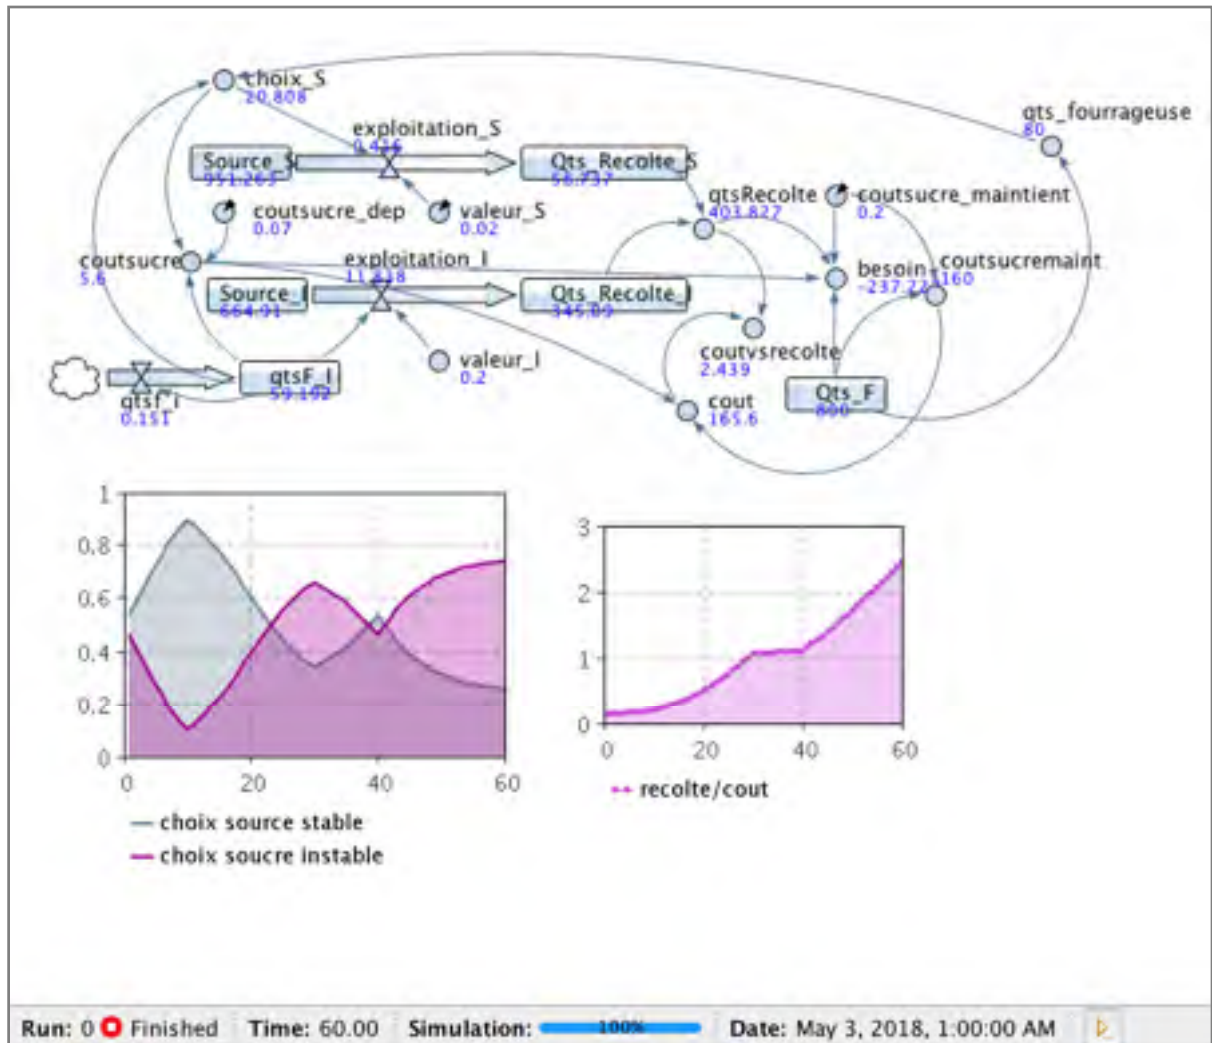 choix_S
20.808
qts_fourrageuse
80
exploitation_S
0.416
Source_S
951.263
Qts_Recolte_S
58.737
qtsRecolte
403.827
coutsucre_maintient
0.2
coutsucre_dep
0.07
valeur_S
0.02
coutsucre
5.6
exploitation_I
11.838
besoin
-237.22
coutsucremaint
160
Source_I
664.91
Qts_Recolte_I
345.09
coutvsrecolte
2.439
valeur_I
0.2
qtsF_I
59.192
qtsf_i
0.151
Qts_F
800
cout
165.6
1
0.8
0.6
0.4
0.2
0
0 20 40 60
choix source stable
choix soucre instable
3
2
1
0
0 20 40 60
recolte/cout
Run: 0 Finished Time: 60.00 Simulation: 100% Date: May 3, 2018, 1:00:00 AM